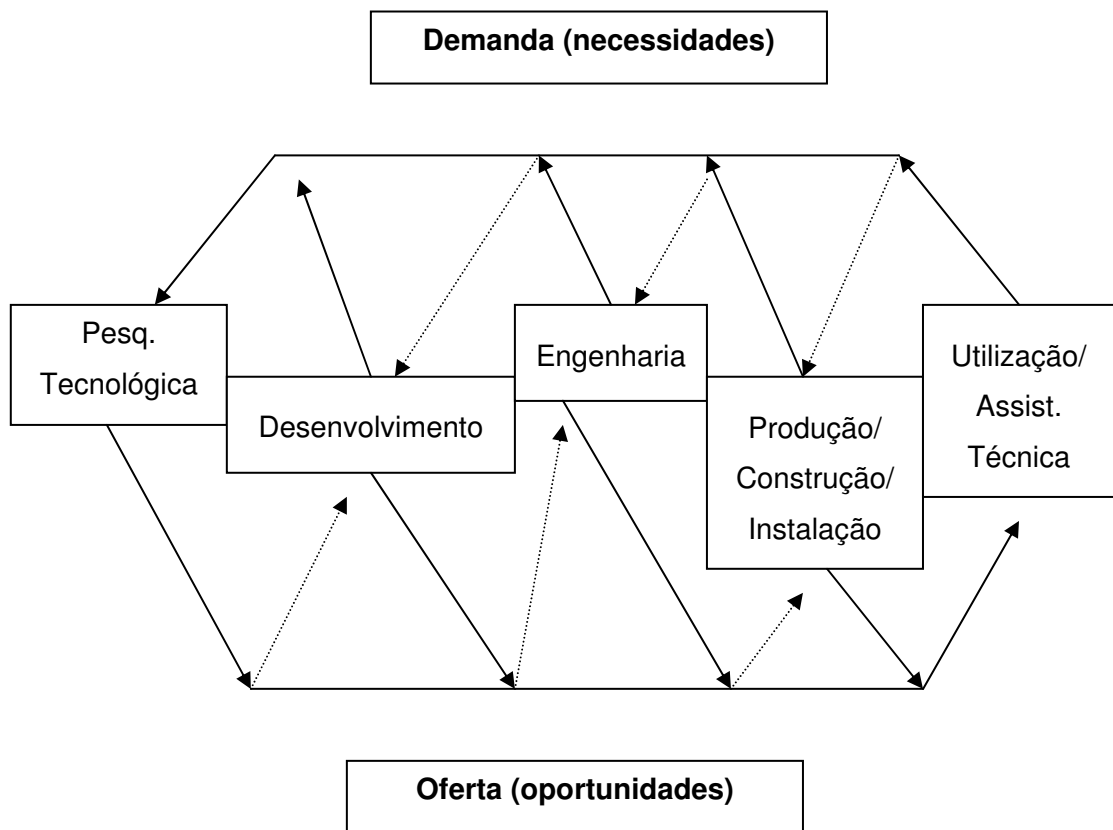 Demanda (necessidades)
Pesq.
Tecnológica
Desenvolvimento
Engenharia
Produção/
Construção/
Instalação
Utilização/
Assist.
Técnica
Oferta (oportunidades)